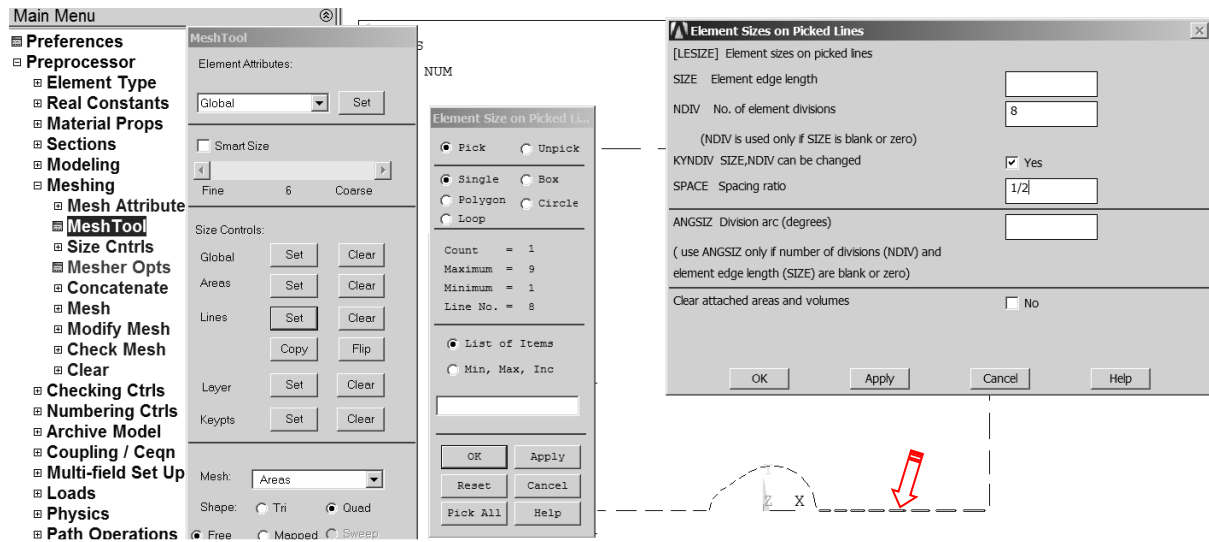 Main Menu
Preferences
Preprocessor
Element Type
Real Constants
Material Props
Sections
Modeling
Meshing
Mesh Attribute
MeshTool
Size Cntrls
Mesher Opts
Concatenate
Mesh
Modify Mesh
Check Mesh
Clear
Checking Ctrls
Numbering Ctrls
Archive Model
Coupling / Ceqn
Multi-field Set Up
Loads
Physics
Path Operations
MeshTool
Element Attributes:
Global Set
Smart Size
Fine 6 Coarse
Size Controls:
Global Set Clear
Areas Set Clear
Lines Set Clear
Copy Flip
Layer Set Clear
Keypts Set Clear
Mesh: Areas
Shape: Tri Quad
Free Mapped Sweep
S
NUM
Element Size on Picked Li...
Pick Unpick
Single Box
Polygon Circle
Loop
Count = 1
Maximum = 9
Minimum = 1
Line No. = 8
List of Items
Min, Max, Inc
OK Apply
Reset Cancel
Pick All Help
Element Sizes on Picked Lines
[LESIZE] Element sizes on picked lines
SIZE Element edge length
NDIV No. of element divisions 8
(NDIV is used only if SIZE is blank or zero)
KYNDIV SIZE,NDIV can be changed Yes
SPACE Spacing ratio 1/2
ANGSIZ Division arc (degrees)
( use ANGSIZ only if number of divisions (NDIV) and
element edge length (SIZE) are blank or zero)
Clear attached areas and volumes No
OK Apply Cancel Help
Y
Z X